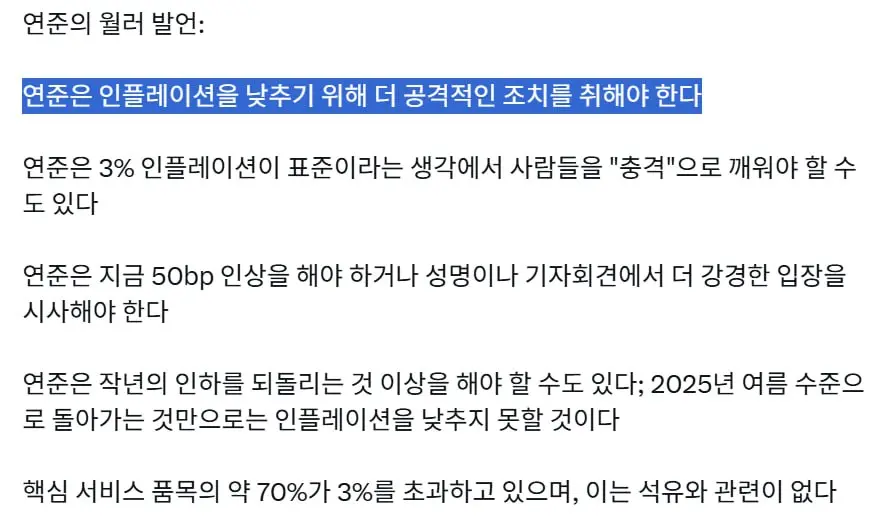 연준의 월러 발언:
연준은 인플레이션을 낮추기 위해 더 공격적인 조치를 취해야 한다
연준은 3% 인플레이션이 표준이라는 생각에서 사람들을 "충격"으로 깨워야 할 수
도 있다
연준은 지금 50bp 인상을 해야 하거나 성명이나 기자회견에서 더 강경한 입장을
시사해야 한다
연준은 작년의 인하를 되돌리는 것 이상을 해야 할 수도 있다; 2025년 여름 수준으
로 돌아가는 것만으로는 인플레이션을 낮추지 못할 것이다
핵심 서비스 품목의 약 70%가 3%를 초과하고 있으며, 이는 석유와 관련이 없다